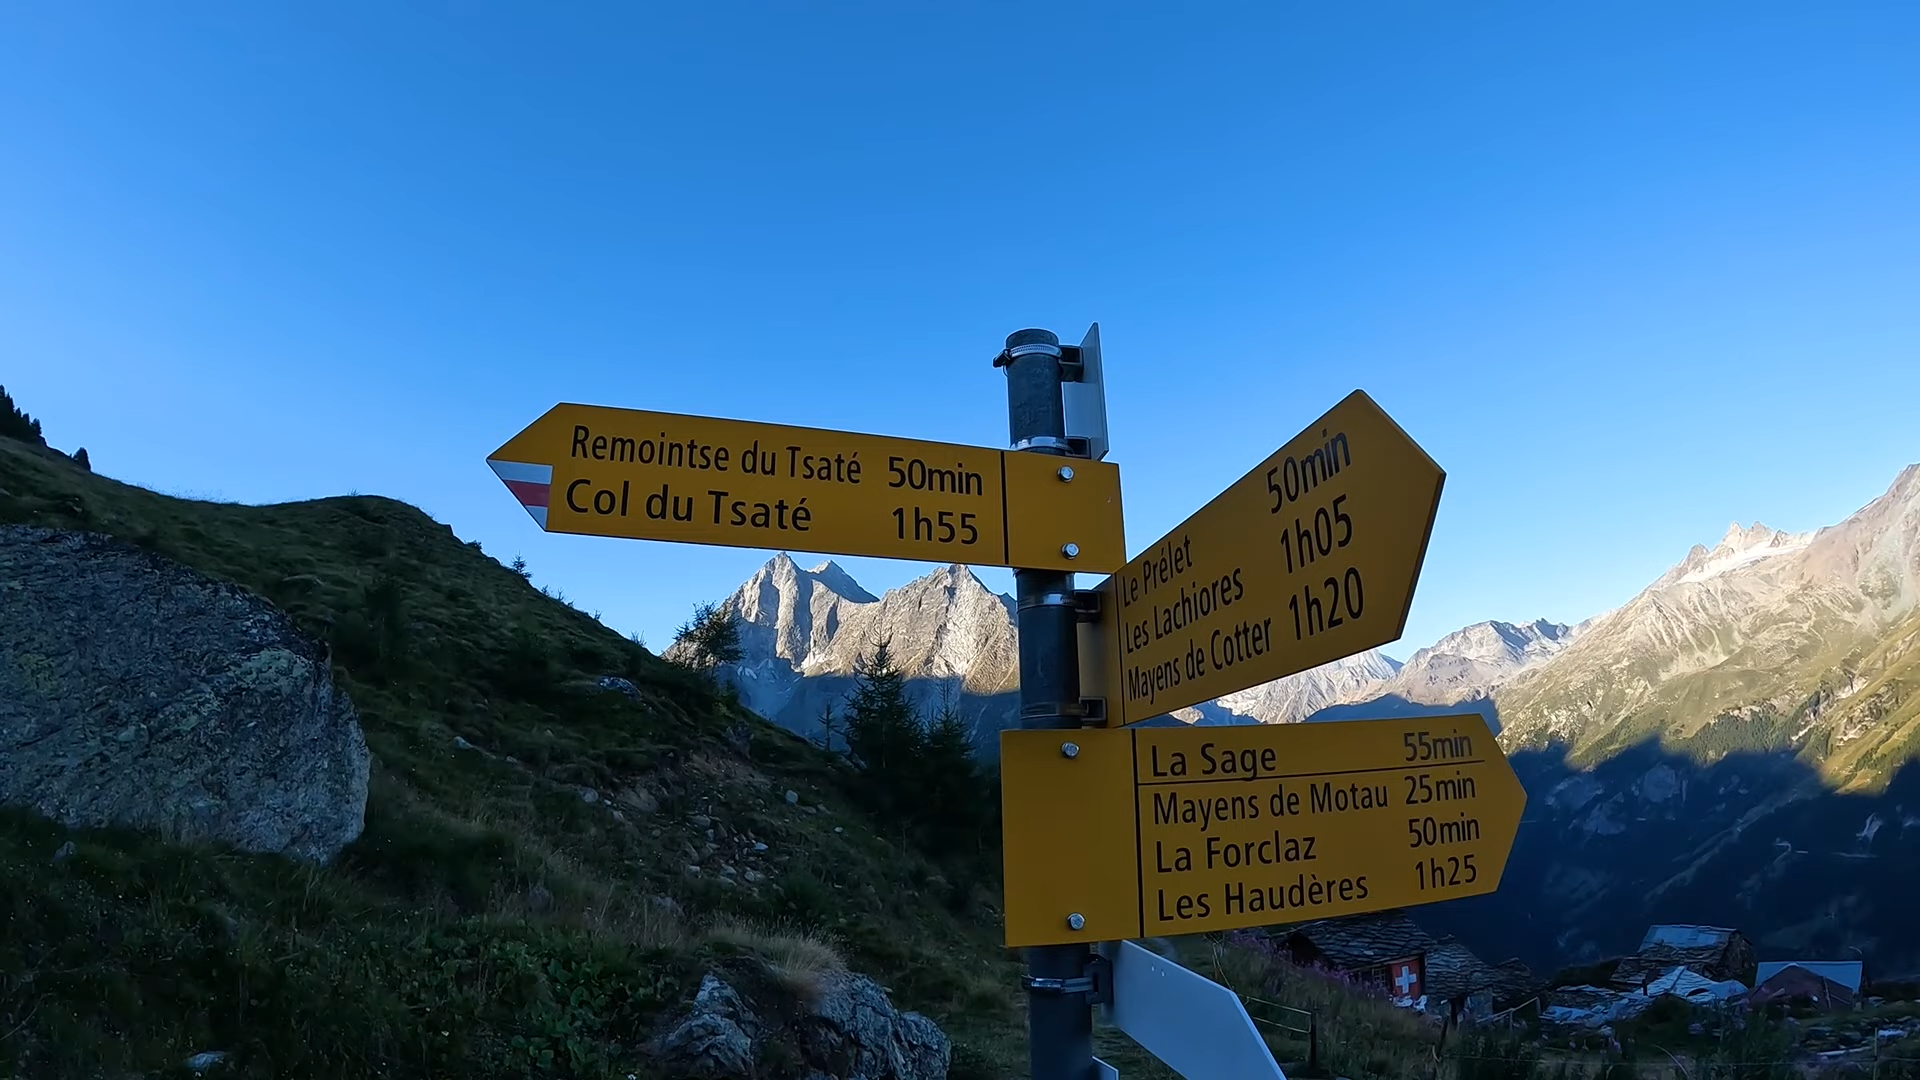 Remointse du Tsaté 50min
Col du Tsaté 1h55
50min
Le Prélet
1h05
Les Lachiores
1h20
Mayens de Cotter
La Sage 55min
Mayens de Motau 25min
La Forclaz 50min
Les Haudères 1h25